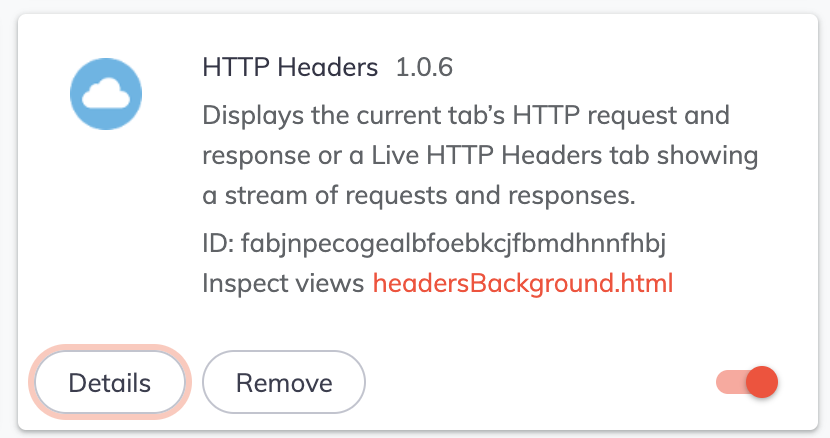 HTTP Headers 1.0.6
Displays the current tab’s HTTP request and
response or a Live HTTP Headers tab showing
a stream of requests and responses.
ID: fabjnpecogealbfoebkcjfbmdhnnfhbj
Inspect views headersBackground.html
Details Remove